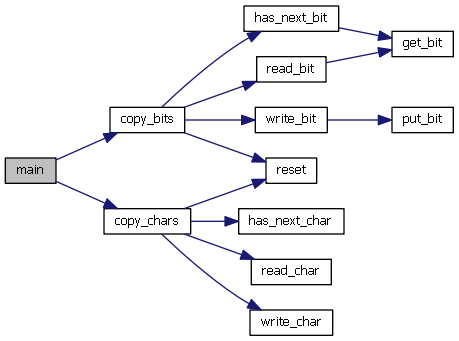 has_next_bit
get_bit
read_bit
copy_bits
write_bit
put_bit
main
reset
copy_chars
has_next_char
read_char
write_char